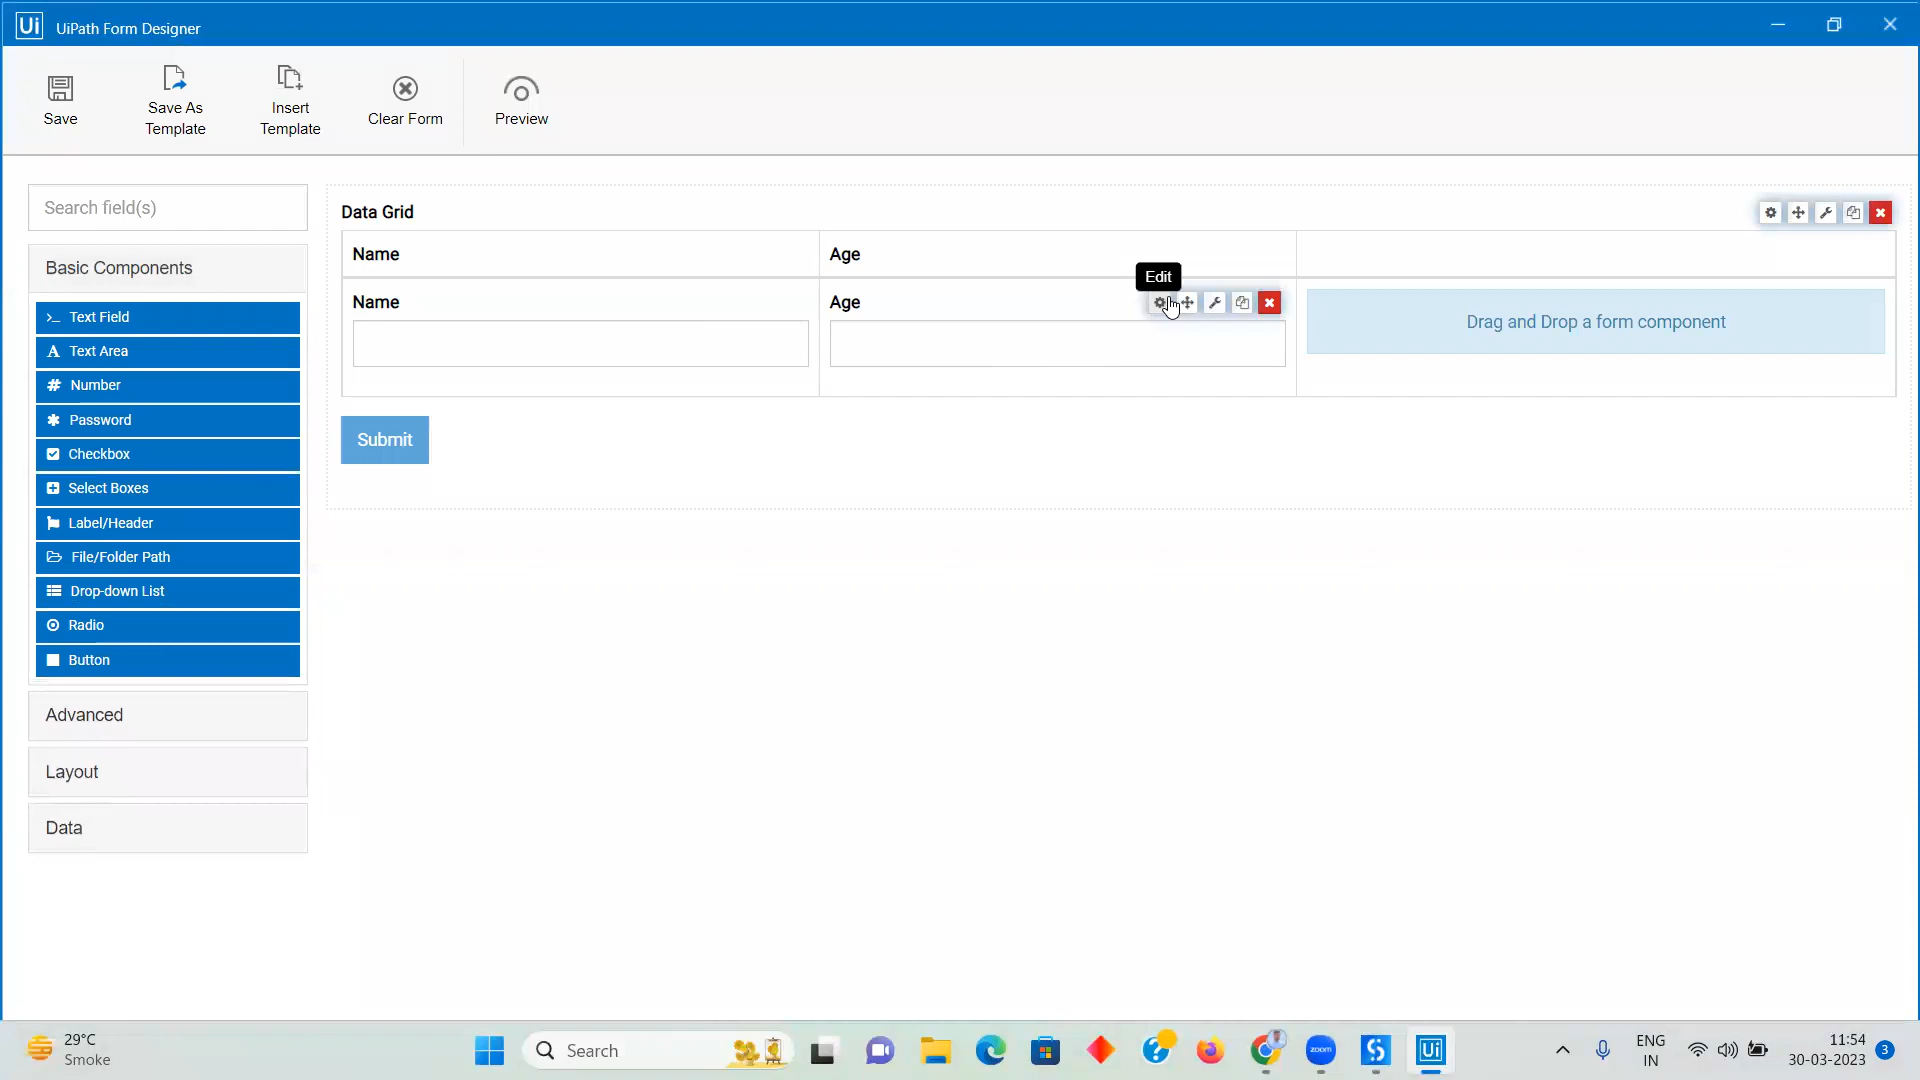 Ui UiPath Form Designer
Save
Save As
Template
Insert
Template
Clear Form
Preview
Search field(s)
Basic Components
Text Field
A Text Area
# Number
Password
Checkbox
Select Boxes
Label/Header
File/Folder Path
Drop-down List
Radio
Button
Advanced
Layout
Data
Data Grid
Name
Age
Edit
Name
Age
Drag and Drop a form component
Submit
29°C
Smoke
Search
zoom
Ui
ENG
IN
11:54
30-03-2023
3